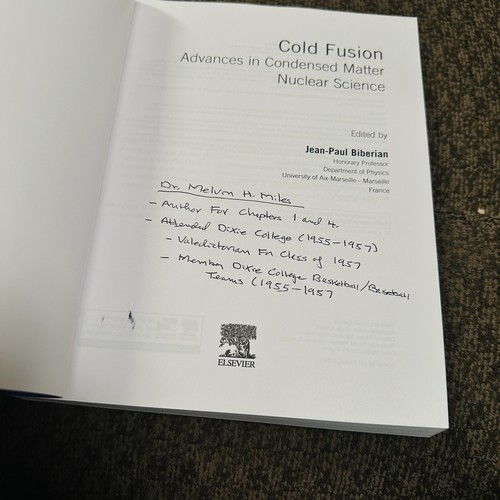 Cold Fusion
Advances in Condensed Matter
Nuclear Science
Edited by
Jean-Paul Biberian
Honorary Professor
Department of Physics
University of Aix-Marseille—Marseille
France
Dr. Melvin H. Miles
- Author For Chapters 1 and 4.
- Attended Dixie College (1955-1957)
- Valedictorian For Class of 1957
- Member Dixie College Basketball/Baseball
Teams (1955-1957
ELSEVIER